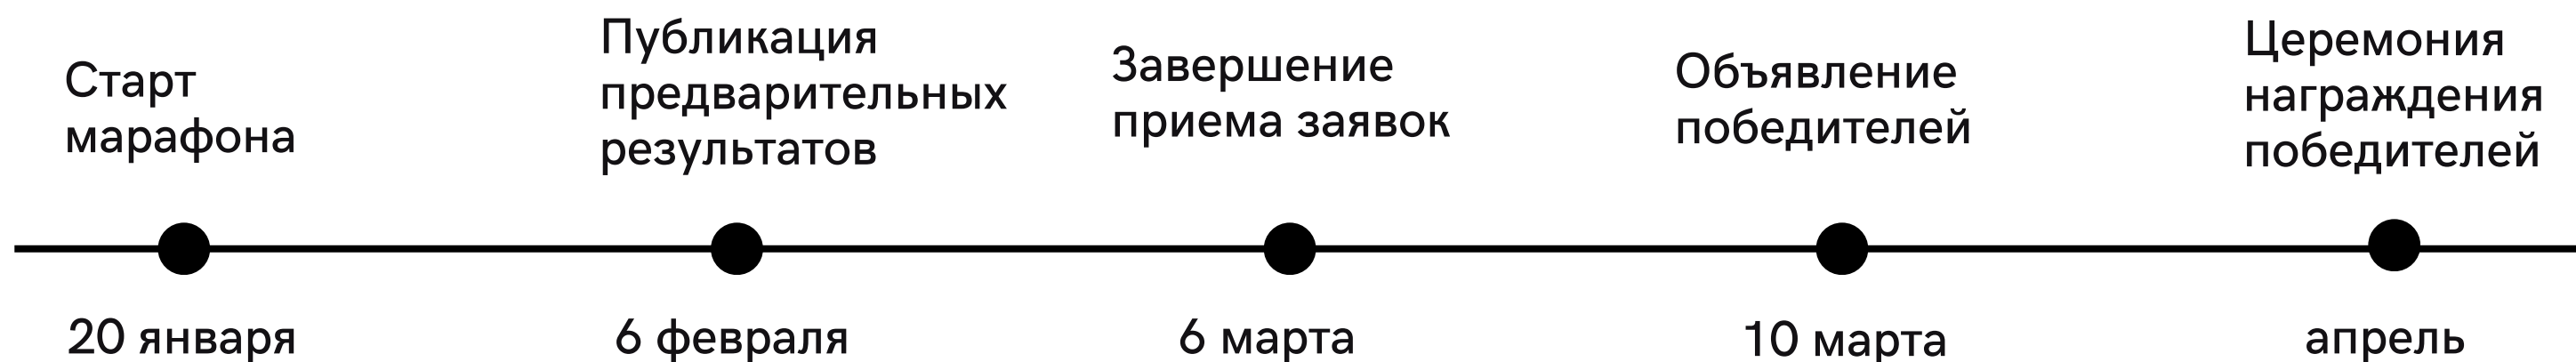 Старт
марафона
Публикация
предварительных
результатов
Завершение
приема заявок
Объявление
победителей
Церемония
награждения
победителей
20 января
6 февраля
6 марта
10 марта
апрель